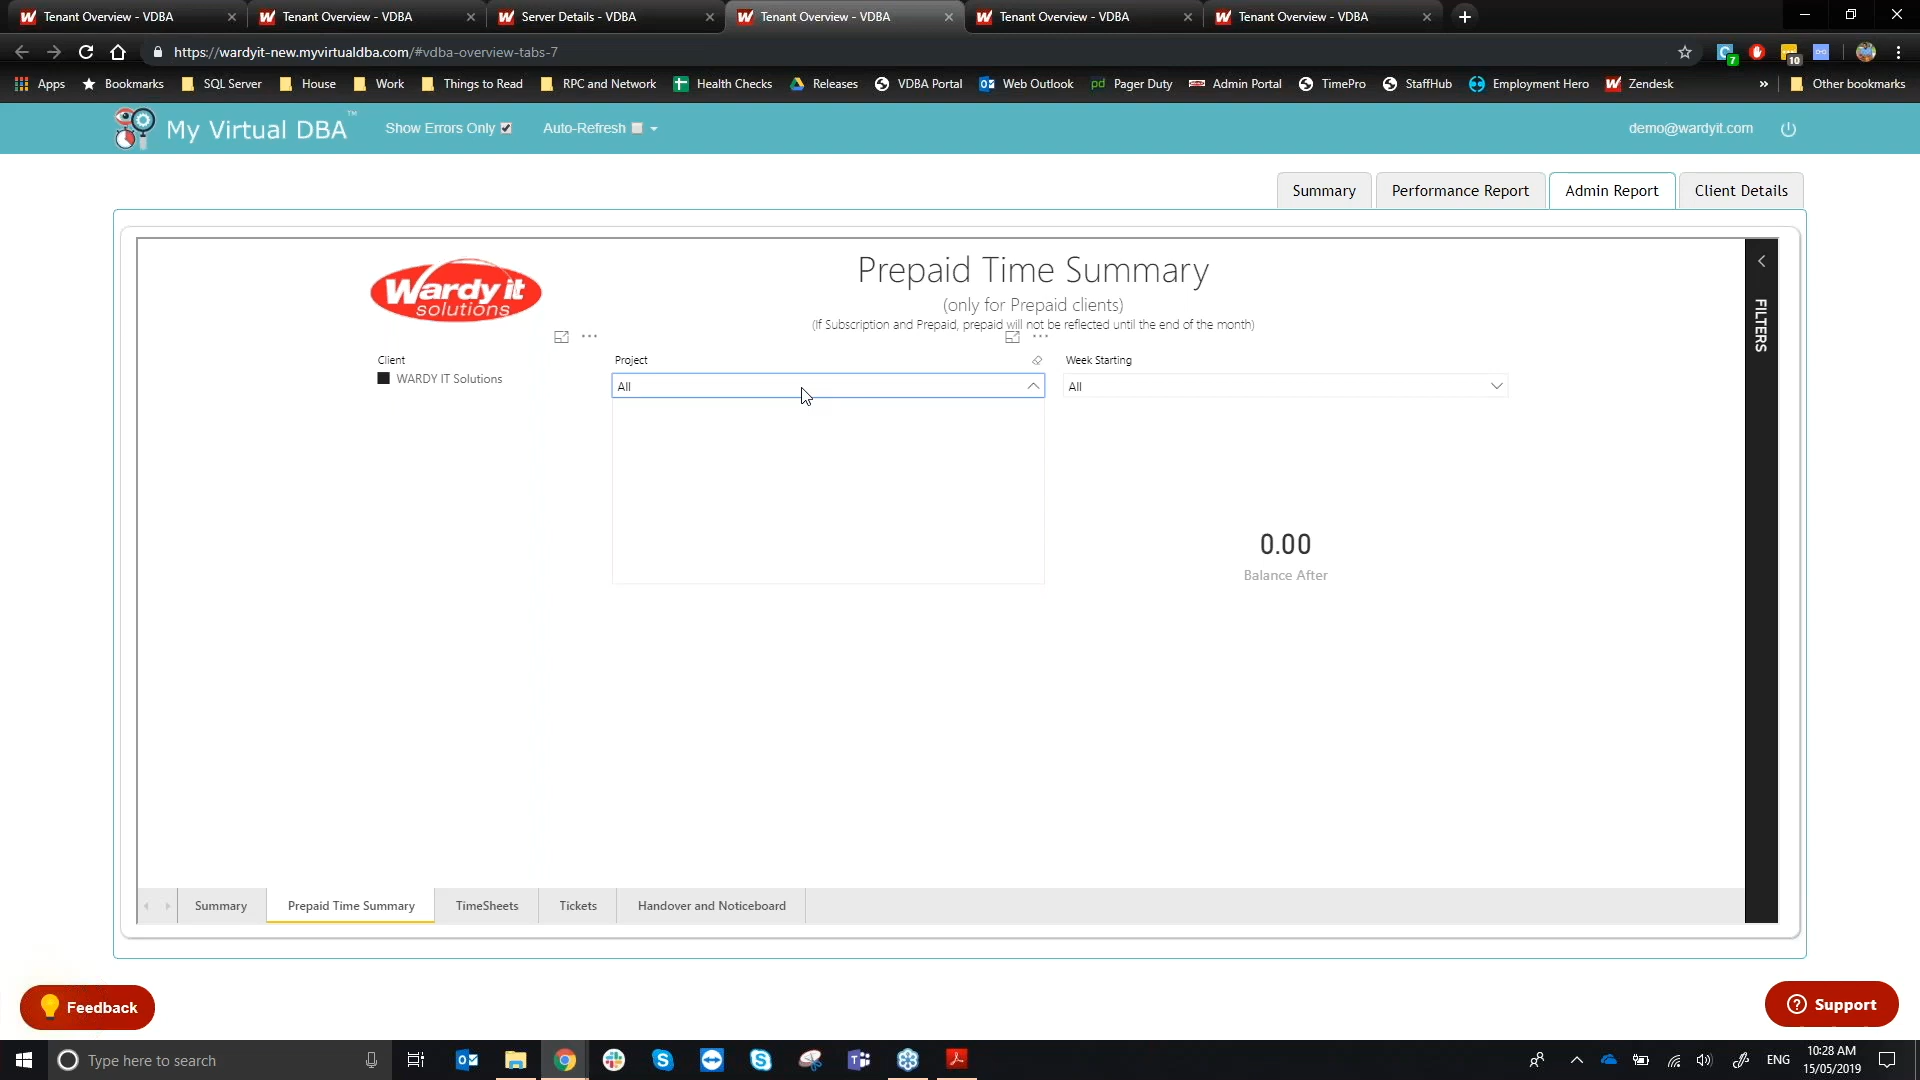 Tenant Overview - VDBA
Tenant Overview - VDBA
Server Details - VDBA
Tenant Overview - VDBA
Tenant Overview - VDBA
Tenant Overview - VDBA
https://wardyit-new.myvirtualdba.com/#vdba-overview-tabs-7
7
10
Apps
Bookmarks
SQL Server
House
Work
Things to Read
RPC and Network
Health Checks
Releases
VDBA Portal
Web Outlook
pd Pager Duty
Admin Portal
TimePro
StaffHub
Employment Hero
Zendesk
»
Other bookmarks
My Virtual DBA™
Show Errors Only
Auto-Refresh
demo@wardyit.com
Summary
Performance Report
Admin Report
Client Details
Wardy it
solutions
Prepaid Time Summary
(only for Prepaid clients)
(If Subscription and Prepaid, prepaid will not be reflected until the end of the month)
FILTERS
Client
WARDY IT Solutions
Project
All
Week Starting
All
0.00
Balance After
Summary
Prepaid Time Summary
TimeSheets
Tickets
Handover and Noticeboard
Feedback
Support
Type here to search
ENG
10:28 AM
15/05/2019